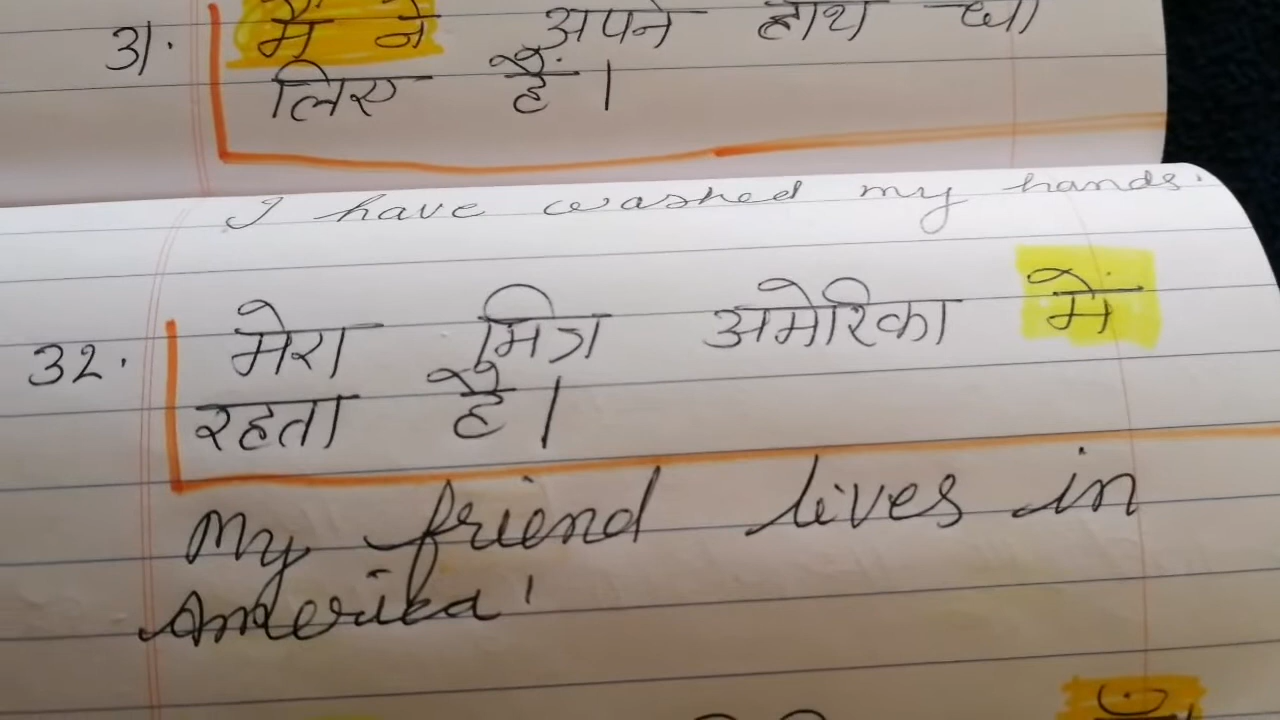 31. मैं ने अपने हाथ धो
लिए हैं।
I have washed my hands.
32. मेरा मित्र अमेरिका में
रहता है।
My friend lives in
Amerika'